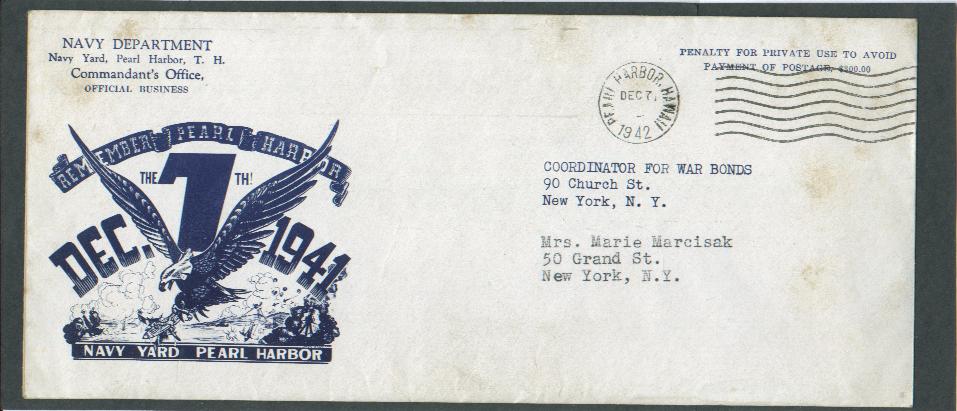 NAVY DEPARTMENT
Navy Yard, Pearl Harbor, T. H.
Commandant's Office,
OFFICIAL BUSINESS
PENALTY FOR PRIVATE USE TO AVOID
PAYMENT OF POSTAGE, $300.00
PEARL HARBOR, HAWAII
DEC 7
1942
REMEMBER PEARL HARBOR
THE 7TH!
DEC. 1941
NAVY YARD PEARL HARBOR
COORDINATOR FOR WAR BONDS
90 Church St.
New York, N. Y.
Mrs. Marie Marcisak
50 Grand St.
New York, N.Y.